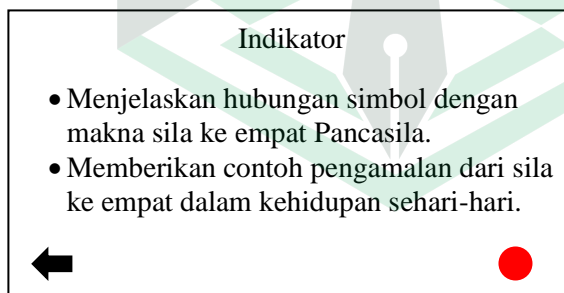 Indikator
• Menjelaskan hubungan simbol dengan
makna sila ke empat Pancasila.
• Memberikan contoh pengamalan dari sila
ke empat dalam kehidupan sehari-hari.